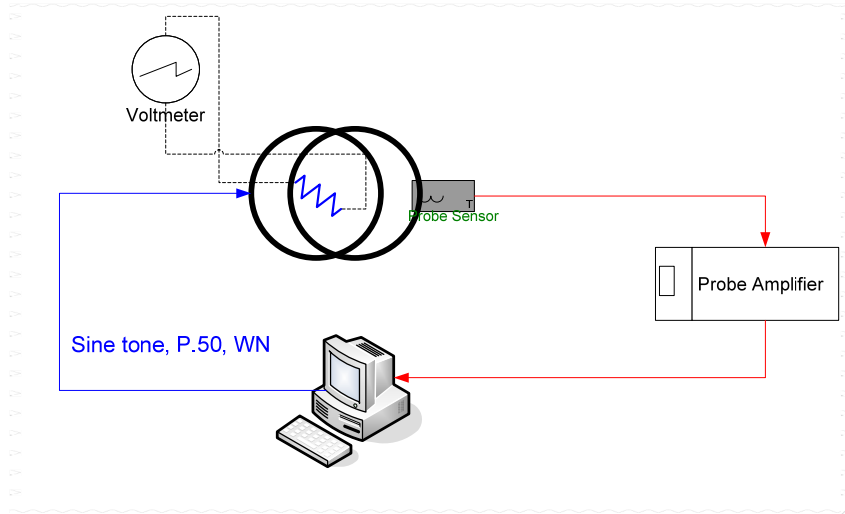 Voltmeter
T
Probe Sensor
Probe Amplifier
Sine tone, P.50, WN